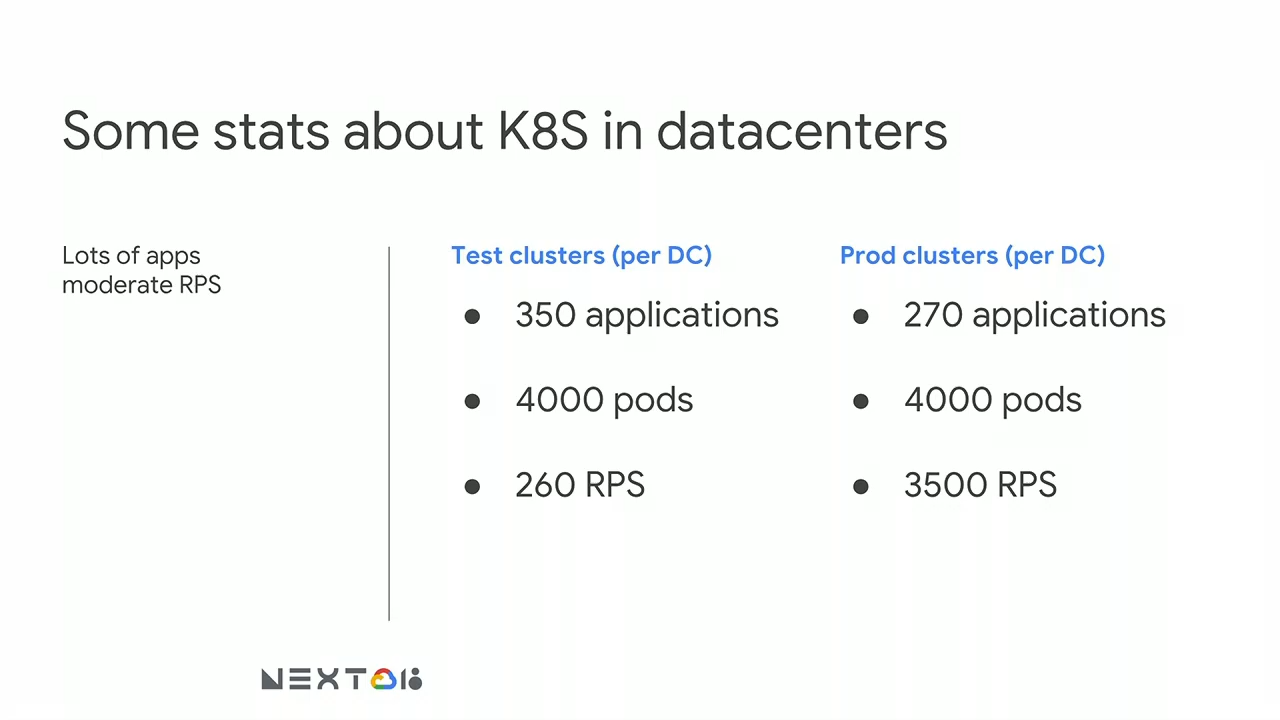 Some stats about K8S in datacenters
Lots of apps
moderate RPS
Test clusters (per DC)
● 350 applications
● 4000 pods
● 260 RPS
Prod clusters (per DC)
● 270 applications
● 4000 pods
● 3500 RPS
NEXT 18